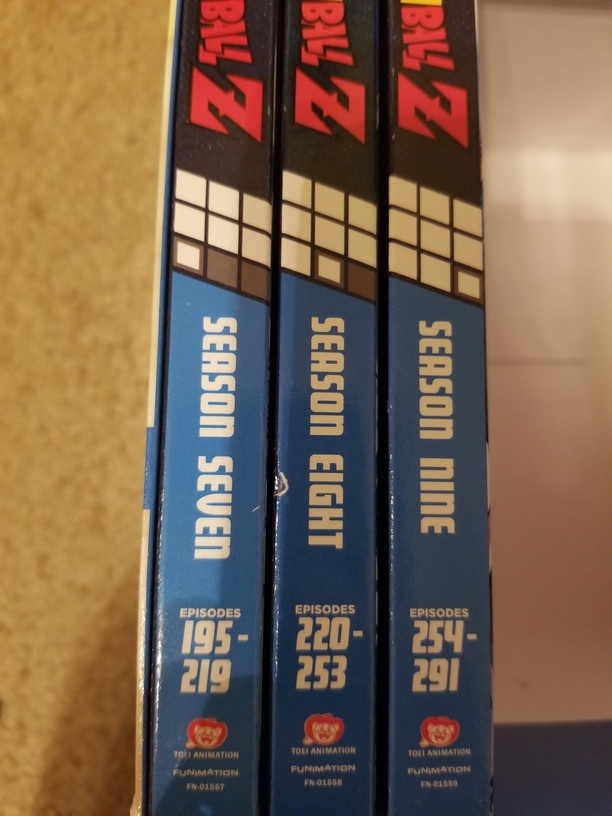 BALL Z
SEASON SEVEN
EPISODES
195-
219
TOEI ANIMATION
FUNIMATION
FN-01557
BALL Z
SEASON EIGHT
EPISODES
220-
253
TOEI ANIMATION
FUNIMATION
FN-01558
BALL Z
SEASON NINE
EPISODES
254-
291
TOEI ANIMATION
FUNIMATION
FN-01559